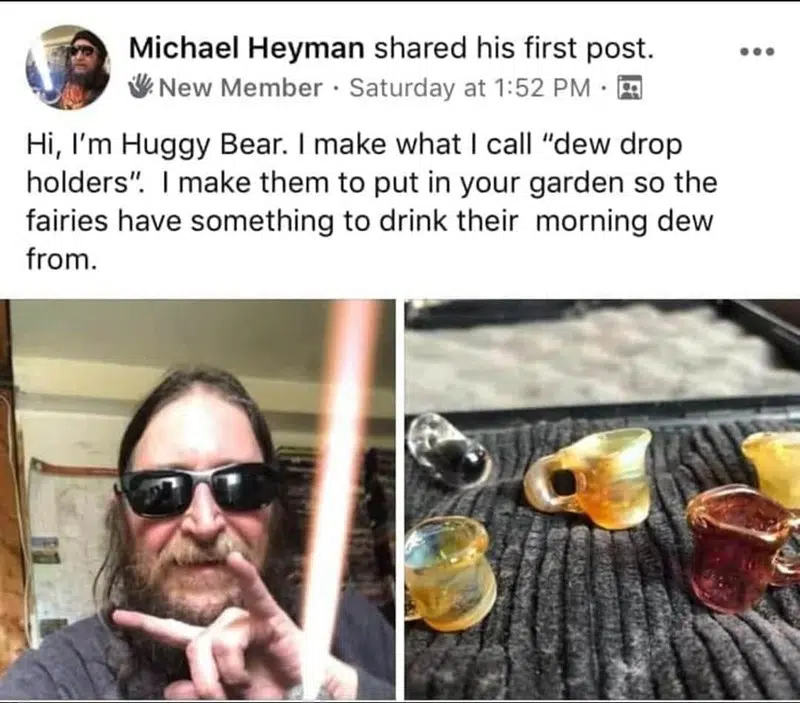 Michael Heyman shared his first post.
New Member · Saturday at 1:52 PM ·
Hi, I'm Huggy Bear. I make what I call "dew drop
holders". I make them to put in your garden so the
fairies have something to drink their morning dew
from.